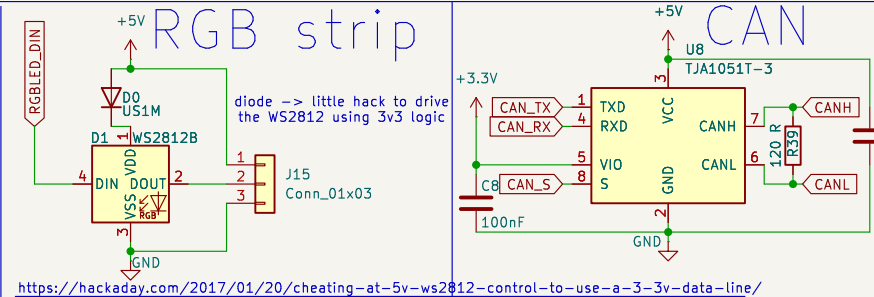 RGB strip
+5V
RGBLED_DIN
D0
US1M
diode -> little hack to drive
the WS2812 using 3v3 logic
D1
WS2812B
1
VDD
4
DIN
DOUT
2
VSS
RGB
3
GND
1
2
3
J15
Conn_01x03
CAN
+5V
U8
TJA1051T-3
+3.3V
3
VCC
CAN_TX
1
TXD
CAN_RX
4
RXD
5
VIO
CAN_S
8
S
GND
2
CANH
7
CANL
6
CANH
120 R
R39
CANL
C8
100nF
GND
https://hackaday.com/2017/01/20/cheating-at-5v-ws2812-control-to-use-a-3-3v-data-line/